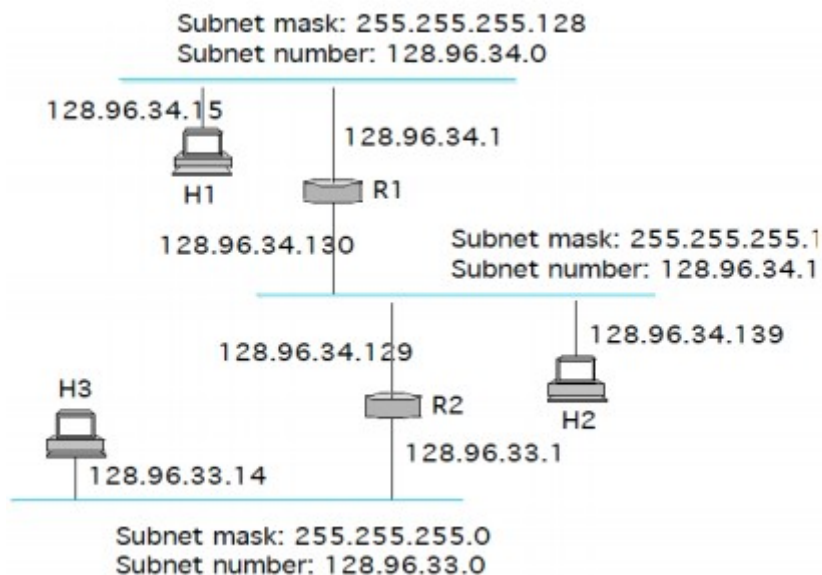 Subnet mask: 255.255.255.128
Subnet number: 128.96.34.0
128.96.34.15
128.96.34.1
H1
R1
128.96.34.130
Subnet mask: 255.255.255.1
Subnet number: 128.96.34.1
128.96.34.139
128.96.34.129
H3
R2
H2
128.96.33.1
128.96.33.14
Subnet mask: 255.255.255.0
Subnet number: 128.96.33.0